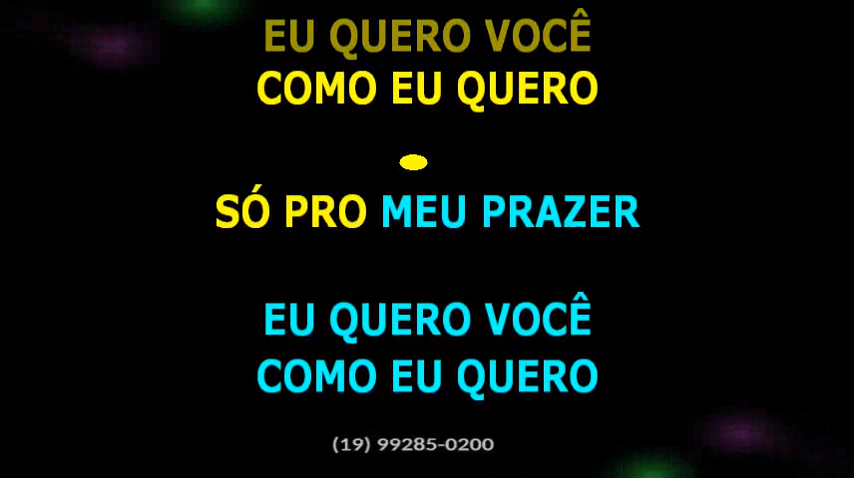 EU QUERO VOCÊ
COMO EU QUERO
SÓ PRO MEU PRAZER
EU QUERO VOCÊ
COMO EU QUERO
(19) 99285-0200